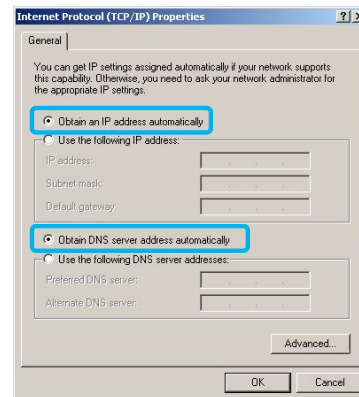 Internet Protocol (TCP/IP) Properties
General
You can get IP settings assigned automatically if your network supports
this capability. Otherwise, you need to ask your network administrator for
the appropriate IP settings.
Obtain an IP address automatically
Use the following IP address:
IP address:
Subnet mask:
Default gateway:
Obtain DNS server address automatically
Use the following DNS server addresses:
Preferred DNS server:
Alternate DNS server:
Advanced...
OK Cancel